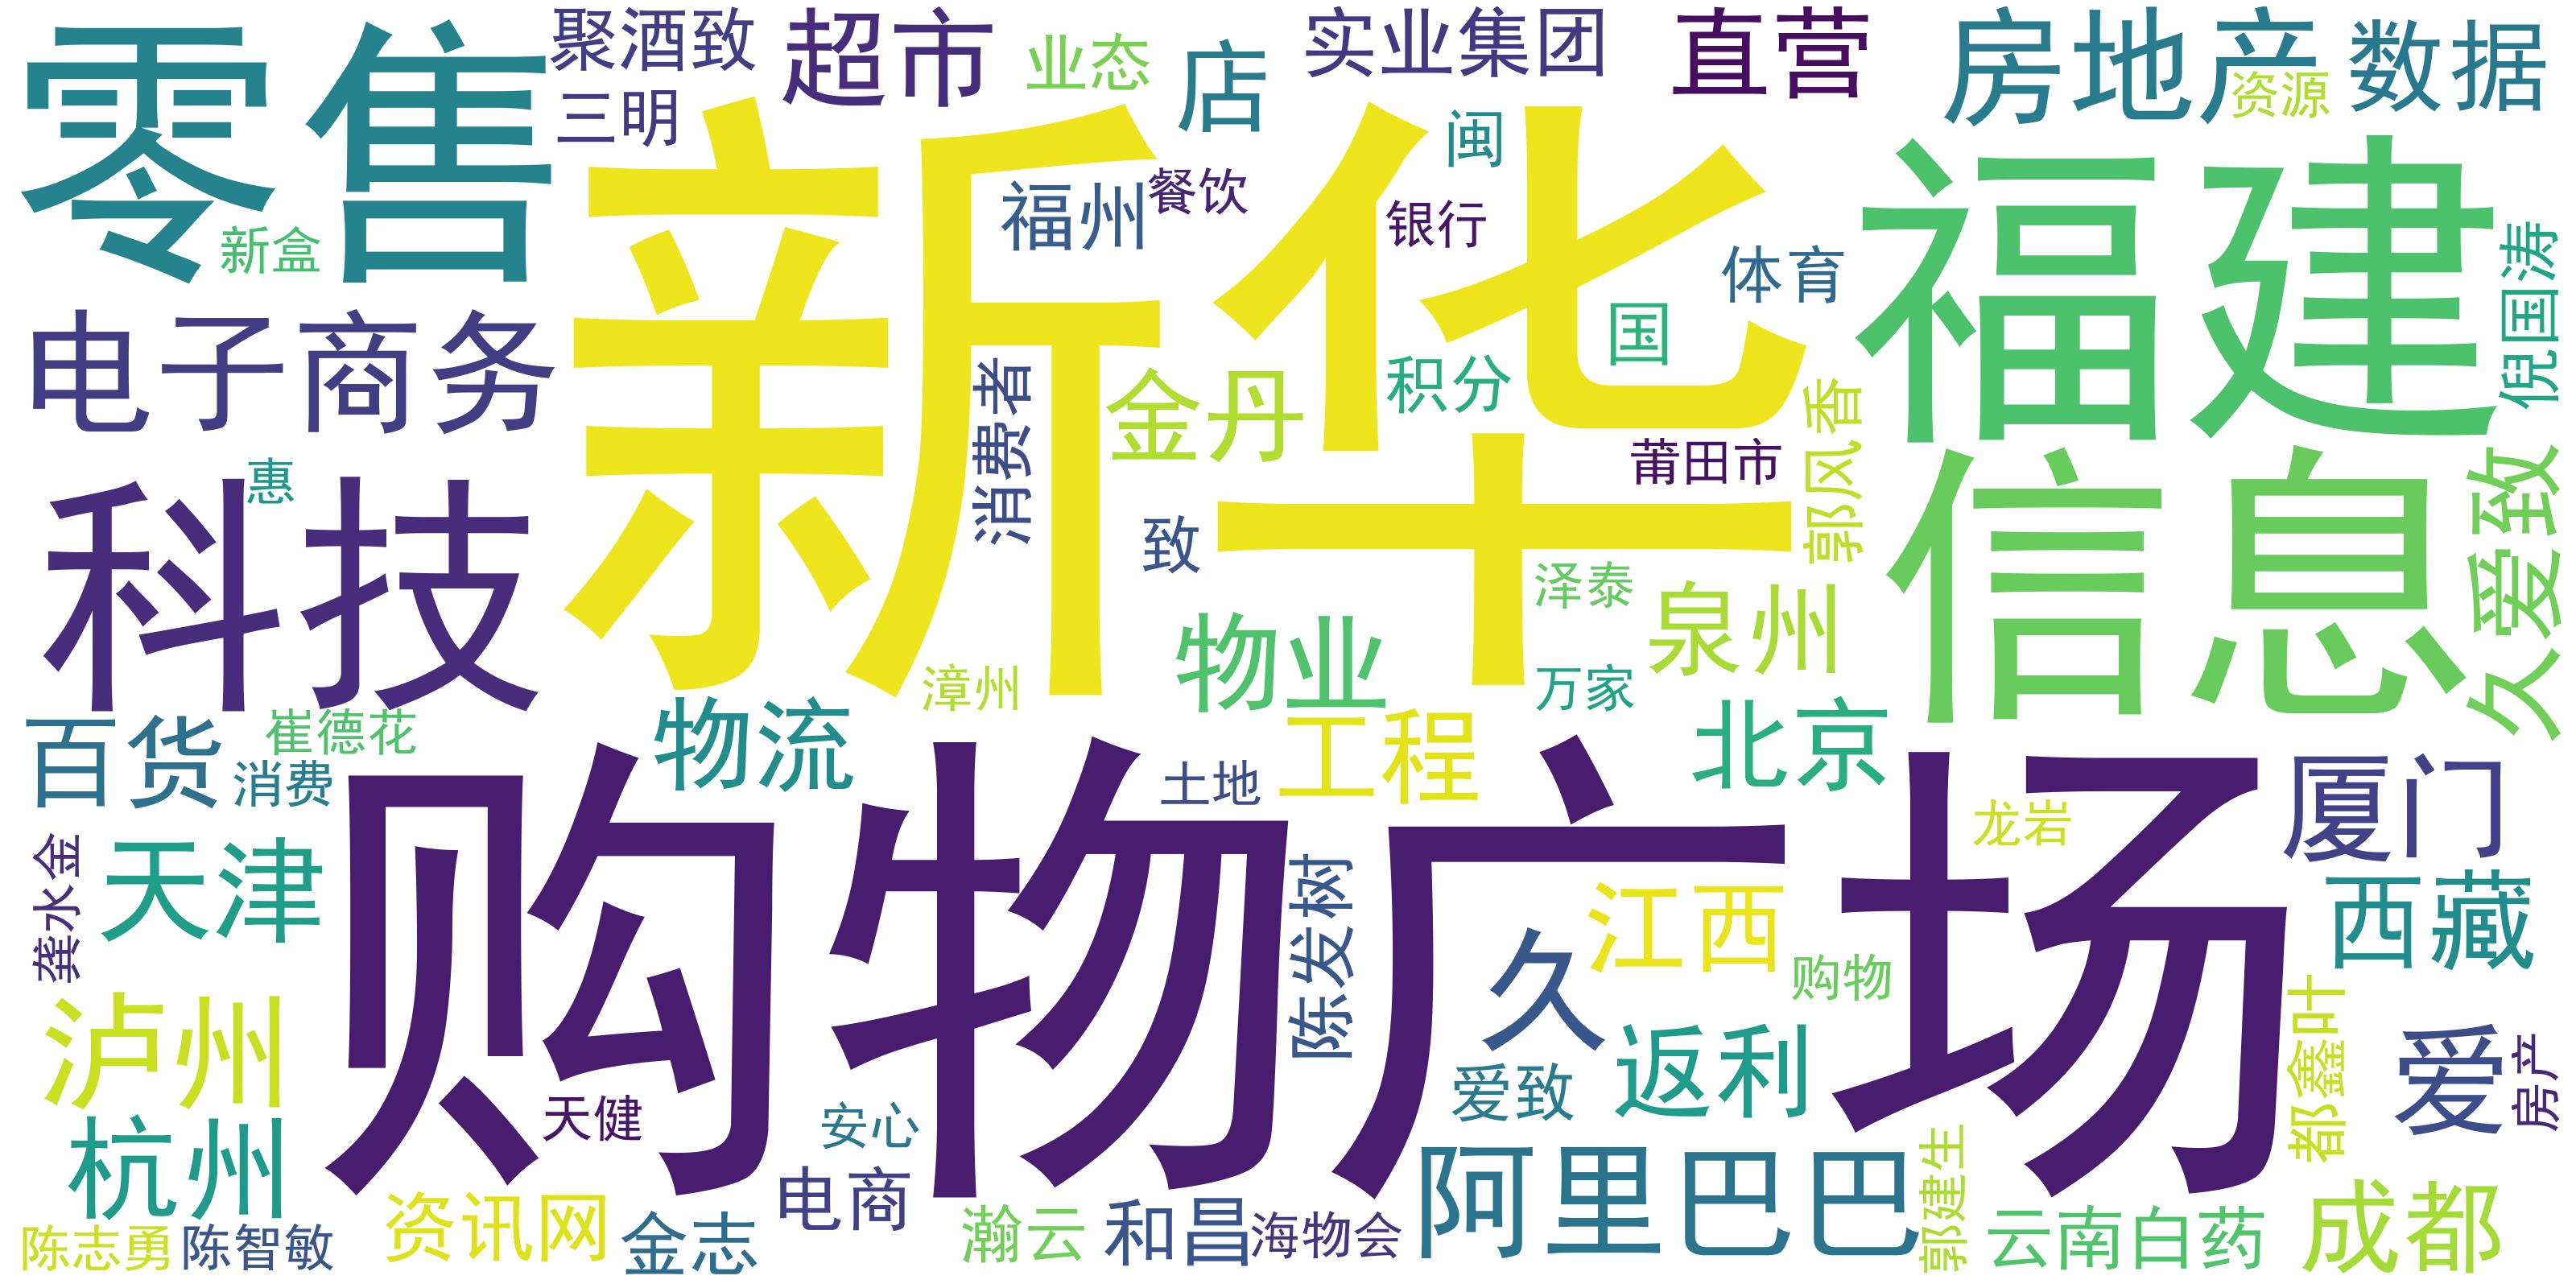 零售
聚酒致
超市
业态
店
实业集团
直营
房地产
资源
数据
三明
新华
闽
福州
餐饮
银行
体育
福建
倪国涛
新盒
电子商务
国
消费者
金丹
积分
莆田市
郭风香
信息
久爱致
惠
科技
致
泽泰
泉州
物业
万家
漳州
物流
工程
北京
百货
崔德花
消费
土地
购物广场
龙岩
厦门
龚水金
天津
陈发树
江西
西藏
久
购物
泸州
返利
都鑫叶
爱
房产
爱致
天健
安心
杭州
电商
阿里巴巴
郭建生
资讯网
金志
瀚云
和昌
海物会
云南白药
成都
陈志勇
陈智敏